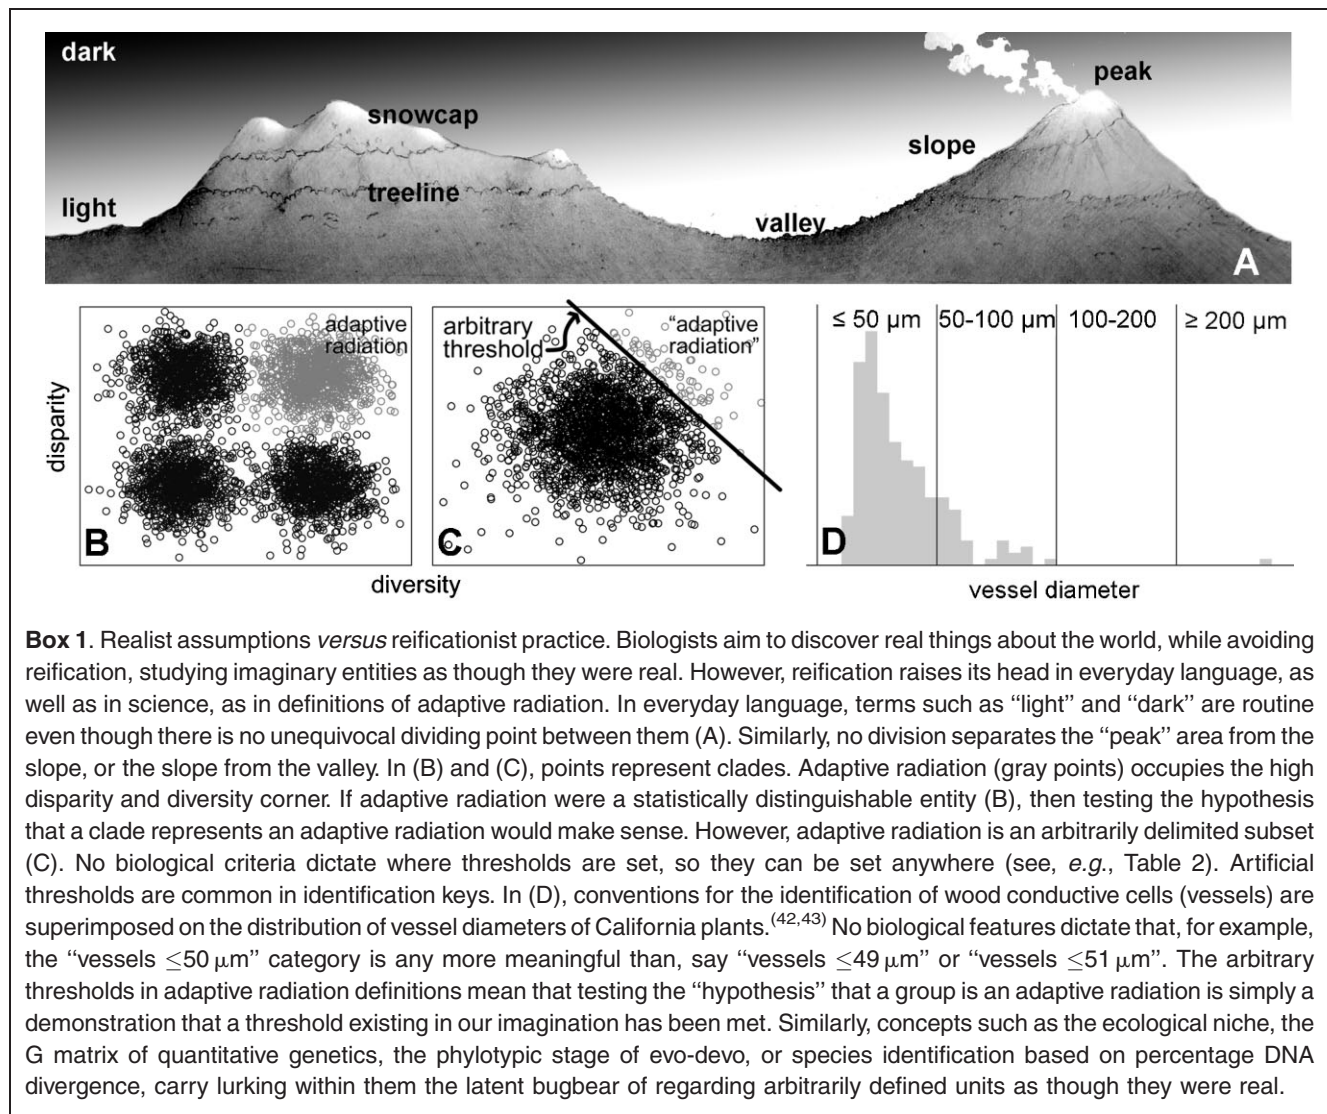 dark
peak
snowcap
slope
treeline
light
valley
A
adaptive
radiation
arbitrary
threshold
“adaptive
radiation”
≤ 50 µm
50-100 µm
100-200
≥ 200 µm
disparity
B
C
D
diversity
vessel diameter
Box 1. Realist assumptions versus reificationist practice. Biologists aim to discover real things about the world, while avoiding
reification, studying imaginary entities as though they were real. However, reification raises its head in everyday language, as
well as in science, as in definitions of adaptive radiation. In everyday language, terms such as “light” and “dark” are routine
even though there is no unequivocal dividing point between them (A). Similarly, no division separates the “peak” area from the
slope, or the slope from the valley. In (B) and (C), points represent clades. Adaptive radiation (gray points) occupies the high
disparity and diversity corner. If adaptive radiation were a statistically distinguishable entity (B), then testing the hypothesis
that a clade represents an adaptive radiation would make sense. However, adaptive radiation is an arbitrarily delimited subset
(C). No biological criteria dictate where thresholds are set, so they can be set anywhere (see, e.g., Table 2). Artificial
thresholds are common in identification keys. In (D), conventions for the identification of wood conductive cells (vessels) are
superimposed on the distribution of vessel diameters of California plants.(42,43) No biological features dictate that, for example,
the “vessels ≤50 µm” category is any more meaningful than, say “vessels ≤49 µm” or “vessels ≤51 µm”. The arbitrary
thresholds in adaptive radiation definitions mean that testing the “hypothesis” that a group is an adaptive radiation is simply a
demonstration that a threshold existing in our imagination has been met. Similarly, concepts such as the ecological niche, the
G matrix of quantitative genetics, the phylotypic stage of evo-devo, or species identification based on percentage DNA
divergence, carry lurking within them the latent bugbear of regarding arbitrarily defined units as though they were real.